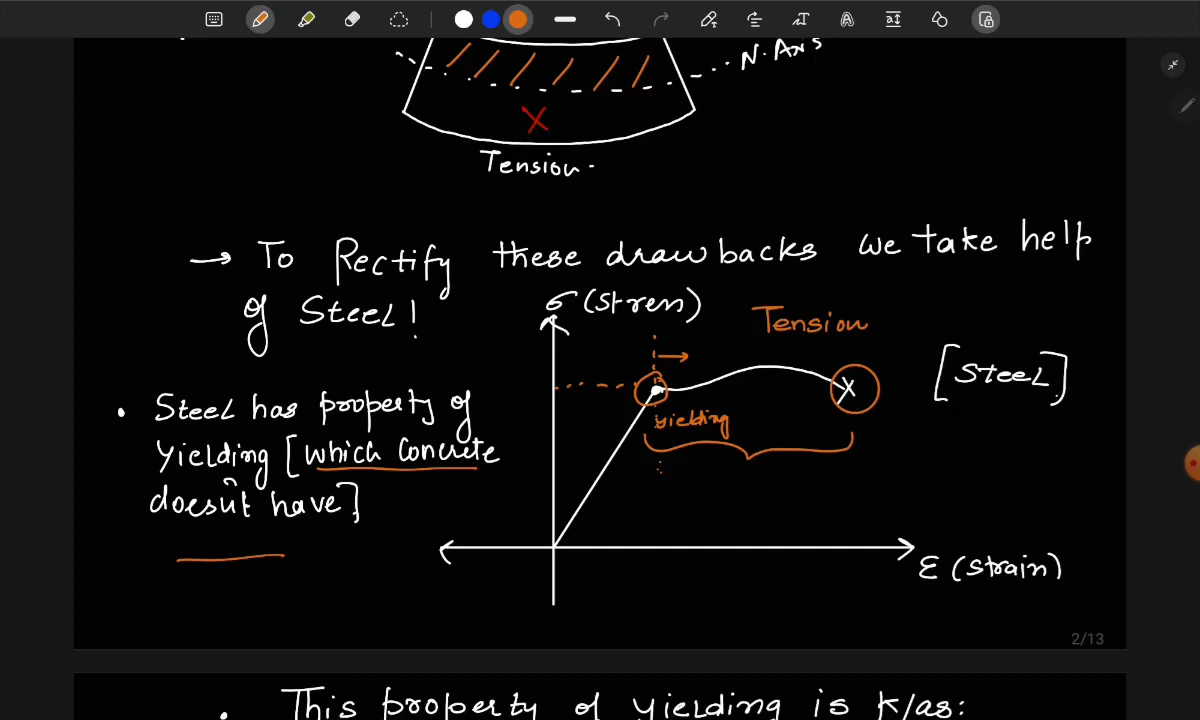 N. Axis
Tension.
→ To Rectify these drawbacks we take help
of Steel!
σ (Stress)
Tension
[Steel]
• Steel has property of
yielding [which concrete
doesn't have]
yielding
ε (Strain)
2/13
• This property of yielding is k/as: